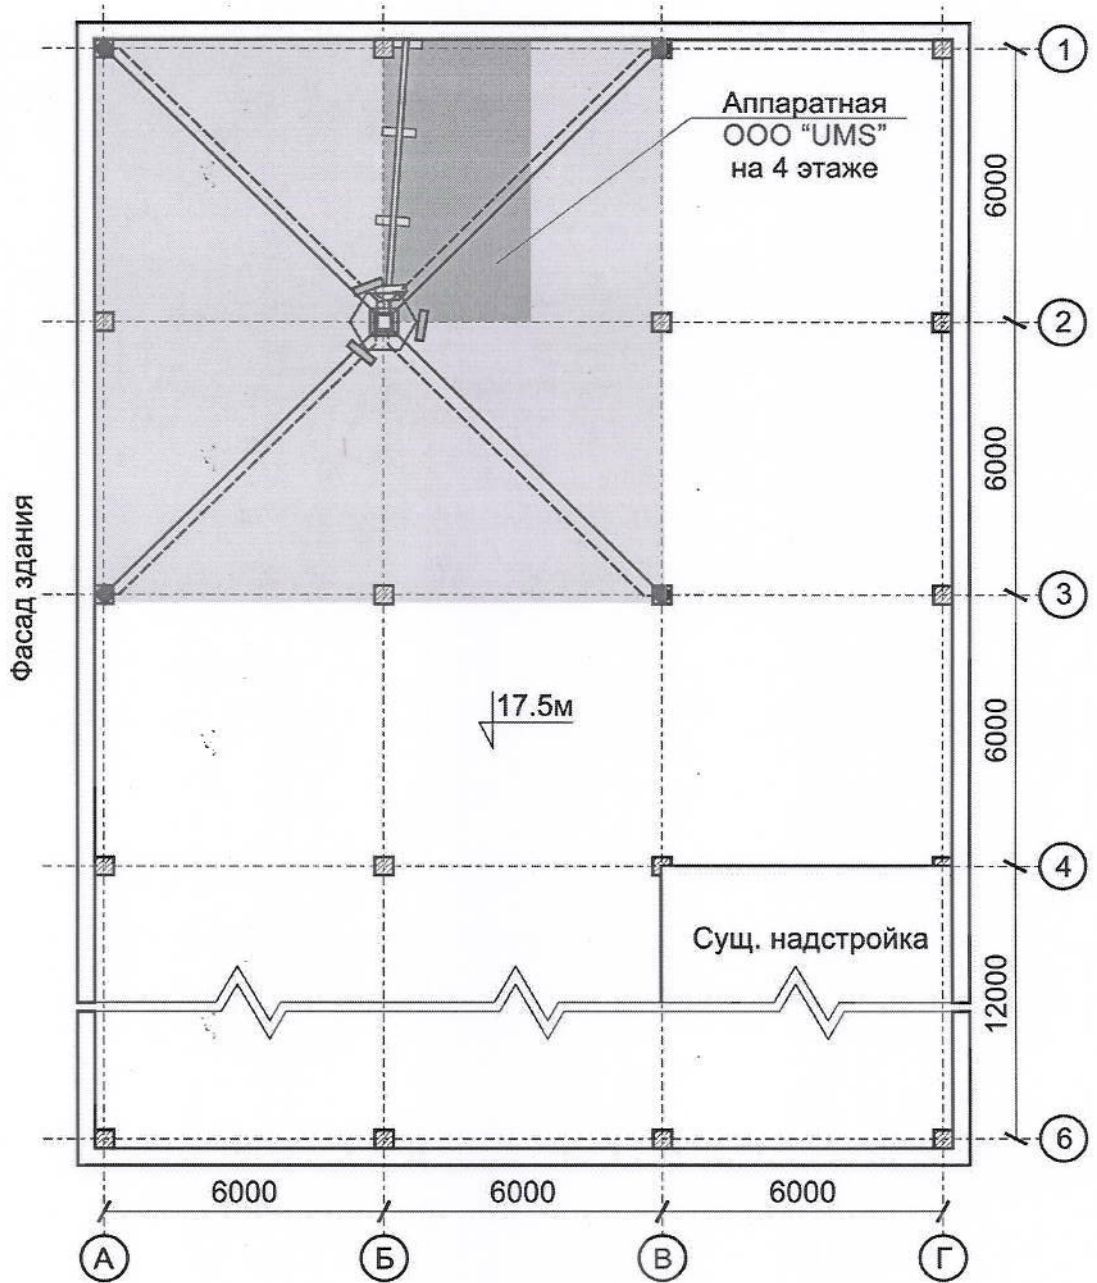 1
Аппаратная
ООО “UMS”
на 4 этаже
6000
2
6000
Фасад здания
3
17.5м
6000
4
Сущ. надстройка
12000
6
6000
6000
6000
А
Б
В
Г